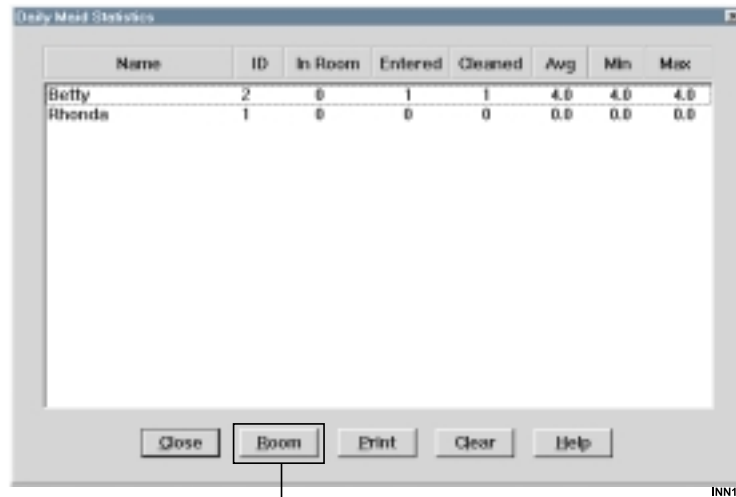 Daily Maid Statistics
Name ID In Room Entered Cleaned Avg Min Max
Betty 2 0 1 1 4.0 4.0 4.0
Rhonda 1 0 0 0 0.0 0.0 0.0
Close Room Print Clear Help
INN1